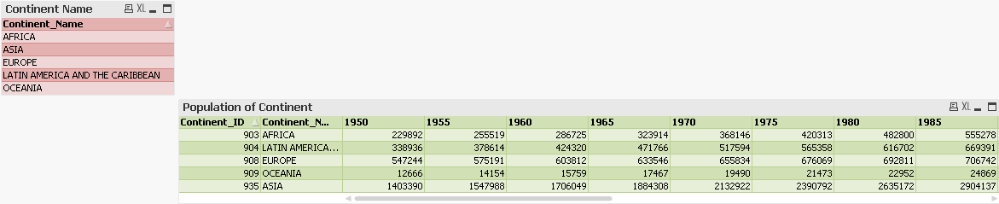 Continent Name XL
Continent_Name
AFRICA
ASIA
EUROPE
LATIN AMERICA AND THE CARIBBEAN
OCEANIA
Population of Continent XL
Continent_ID Continent_N... 1950 1955 1960 1965 1970 1975 1980 1985
903 AFRICA 229892 255519 286725 323914 368146 420313 482800 555278
904 LATIN AMERICA... 338936 378614 424320 471766 517594 565358 616702 669391
908 EUROPE 547244 575191 603812 633546 655834 676069 692811 706742
909 OCEANIA 12666 14154 15759 17467 19490 21473 22952 24869
935 ASIA 1403390 1547988 1706049 1884308 2132922 2390792 2635172 2904137